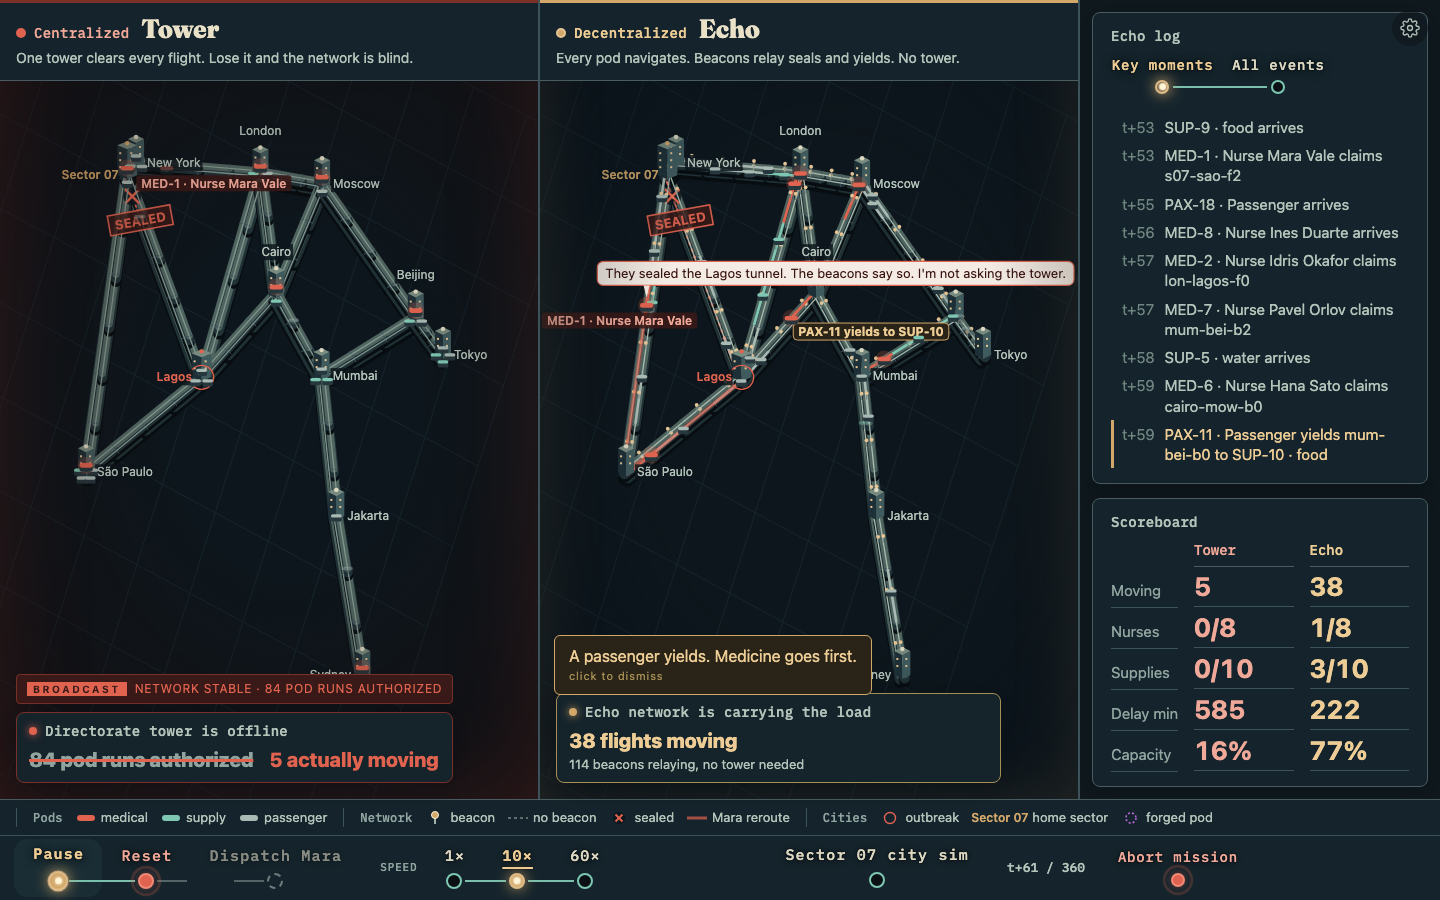 Centralized Tower
One tower clears every flight. Lose it and the network is blind.
London
New York
Sector 07
MED-1 · Nurse Mara Vale
Moscow
SEALED
Cairo
Beijing
Tokyo
Lagos
Mumbai
São Paulo
Jakarta
BROADCAST NETWORK STABLE · 84 POD RUNS AUTHORIZED
Directorate tower is offline
84 pod runs authorized 5 actually moving
Decentralized Echo
Every pod navigates. Beacons relay seals and yields. No tower.
London
New York
Sector 07
Moscow
SEALED
Cairo
They sealed the Lagos tunnel. The beacons say so. I'm not asking the tower.
MED-1 · Nurse Mara Vale
PAX-11 yields to SUP-10
Tokyo
Lagos
Mumbai
São Paulo
Jakarta
A passenger yields. Medicine goes first.
click to dismiss
ney
Echo network is carrying the load
38 flights moving
114 beacons relaying, no tower needed
Echo log
Key moments All events
t+53 SUP-9 · food arrives
t+53 MED-1 · Nurse Mara Vale claims
s07-sao-f2
t+55 PAX-18 · Passenger arrives
t+56 MED-8 · Nurse Ines Duarte arrives
t+57 MED-2 · Nurse Idris Okafor claims
lon-lagos-f0
t+57 MED-7 · Nurse Pavel Orlov claims
mum-bei-b2
t+58 SUP-5 · water arrives
t+59 MED-6 · Nurse Hana Sato claims
cairo-mow-b0
t+59 PAX-11 · Passenger yields mum-
bei-b0 to SUP-10 · food
Scoreboard
Tower Echo
Moving 5 38
Nurses 0/8 1/8
Supplies 0/10 3/10
Delay min 585 222
Capacity 16% 77%
Pods medical supply passenger Network beacon no beacon sealed Mara reroute Cities outbreak Sector 07 home sector forged pod
Pause Reset Dispatch Mara SPEED 1× 10× 60× Sector 07 city sim t+61 / 360 Abort mission